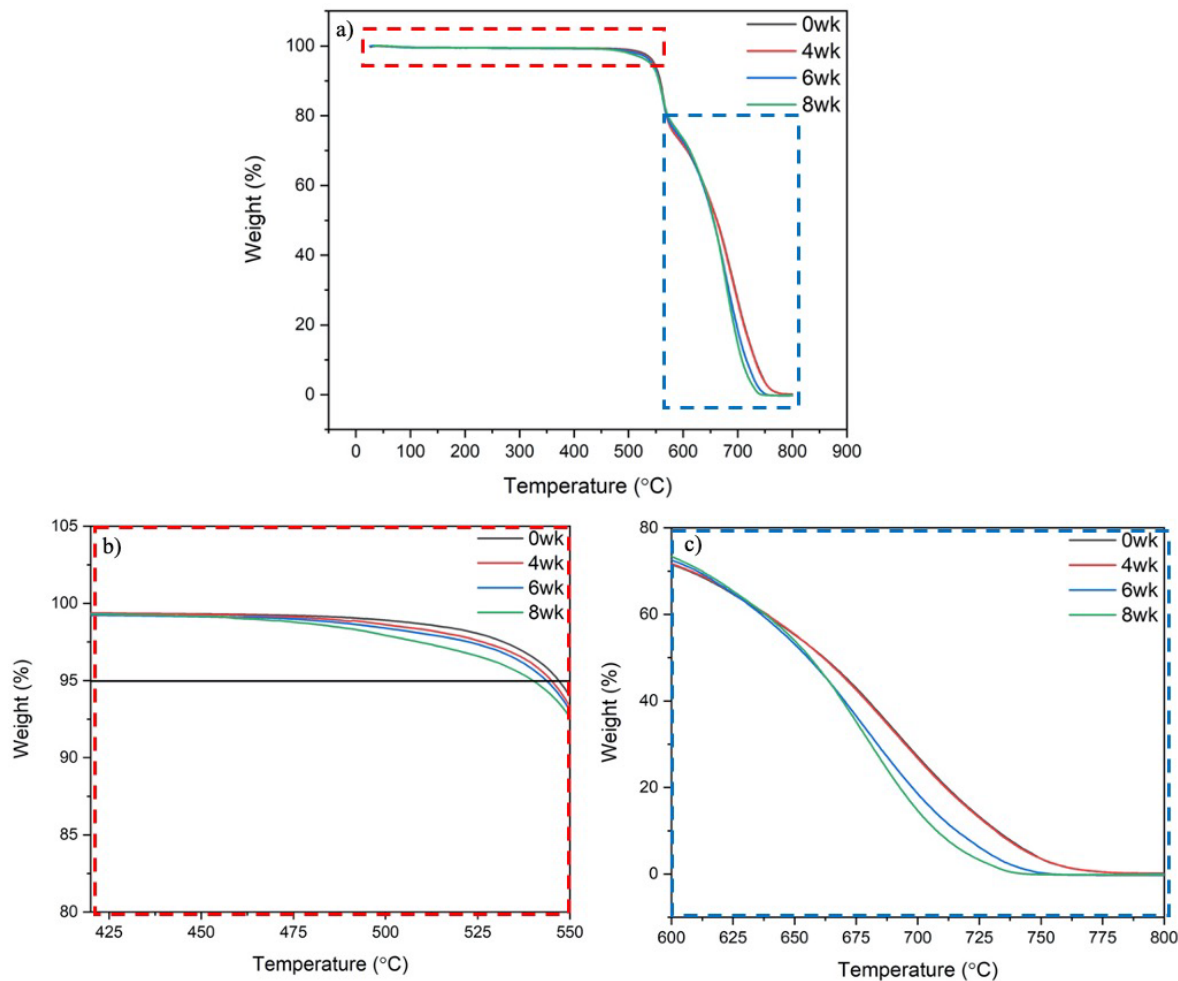 a)
0wk
4wk
6wk
8wk
100
80
60
40
20
0
Weight (%)
0 100 200 300 400 500 600 700 800 900
Temperature (°C)
b)
0wk
4wk
6wk
8wk
105
100
95
90
85
80
Weight (%)
425 450 475 500 525 550
Temperature (°C)
c)
0wk
4wk
6wk
8wk
80
60
40
20
0
Weight (%)
600 625 650 675 700 725 750 775 800
Temperature (°C)